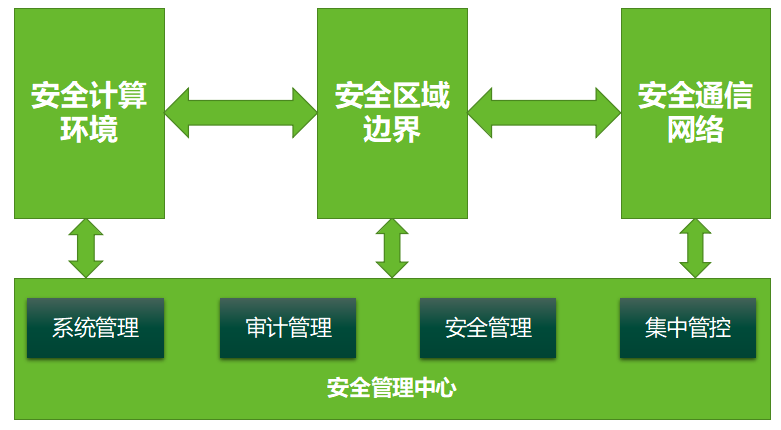 安全计算
环境
安全区域
边界
安全通信
网络
系统管理
审计管理
安全管理
集中管控
安全管理中心